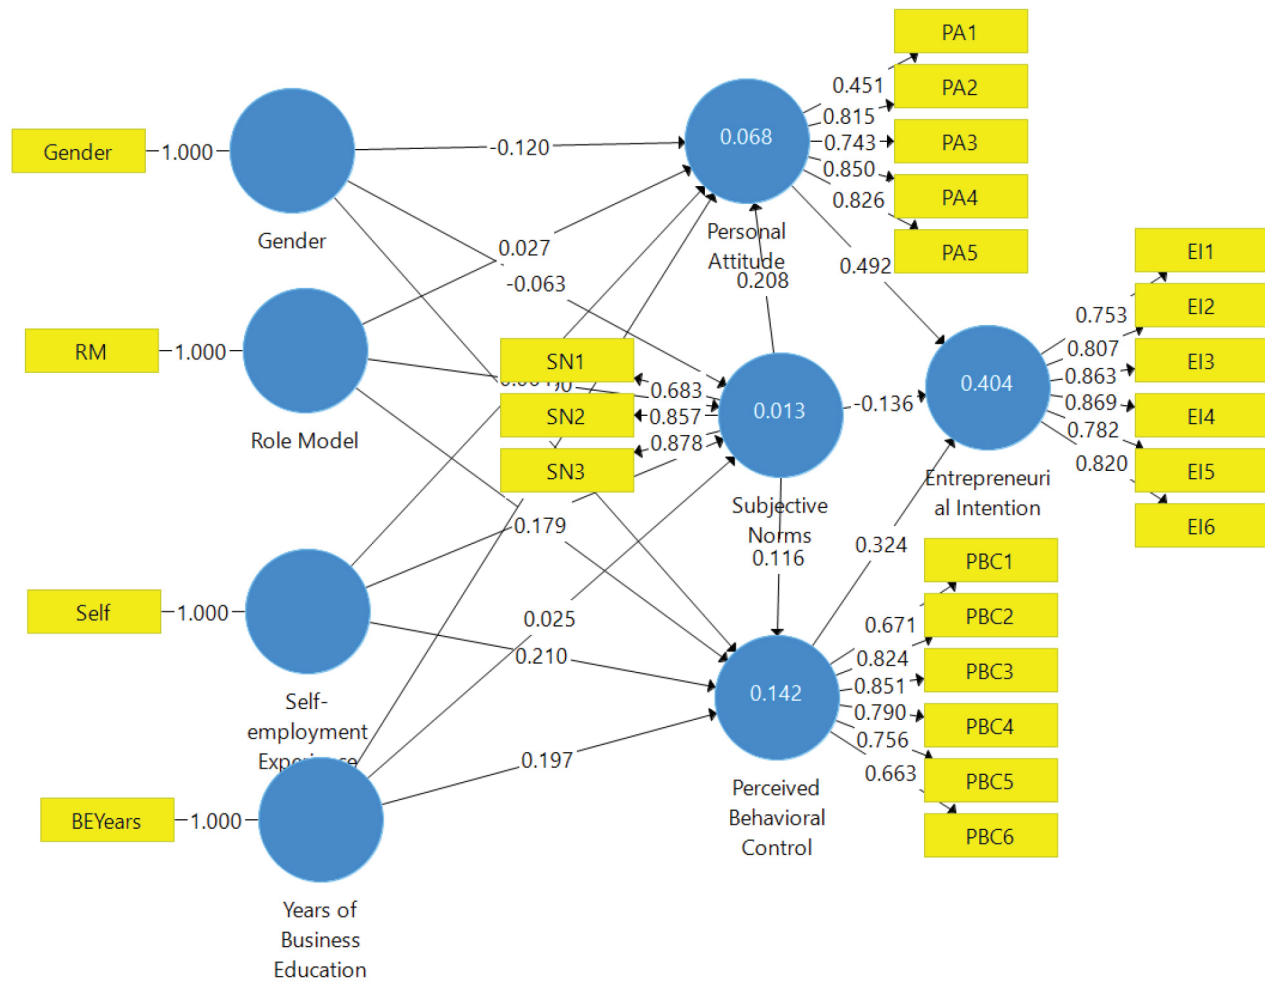 PA1
0.451
PA2
0.815
PA3
0.743
0.850
PA4
0.826
PA5
0.068
Personal
Attitude
Gender
1.000
Gender
-0.120
0.027
-0.063
0.208
0.492
RM
1.000
Role Model
SN1
0.683
SN2
0.857
SN3
0.878
0.013
Subjective
Norms
-0.136
0.404
Entrepreneuri
al Intention
EI1
0.753
EI2
0.807
EI3
0.863
0.869
EI4
0.782
EI5
0.820
EI6
0.179
0.116
0.324
Self
1.000
Self-
employment
0.025
0.210
0.142
Perceived
Behavioral
Control
PBC1
0.671
PBC2
0.824
PBC3
0.851
0.790
PBC4
0.756
PBC5
0.663
PBC6
BEYears
1.000
0.197
Years of
Business
Education